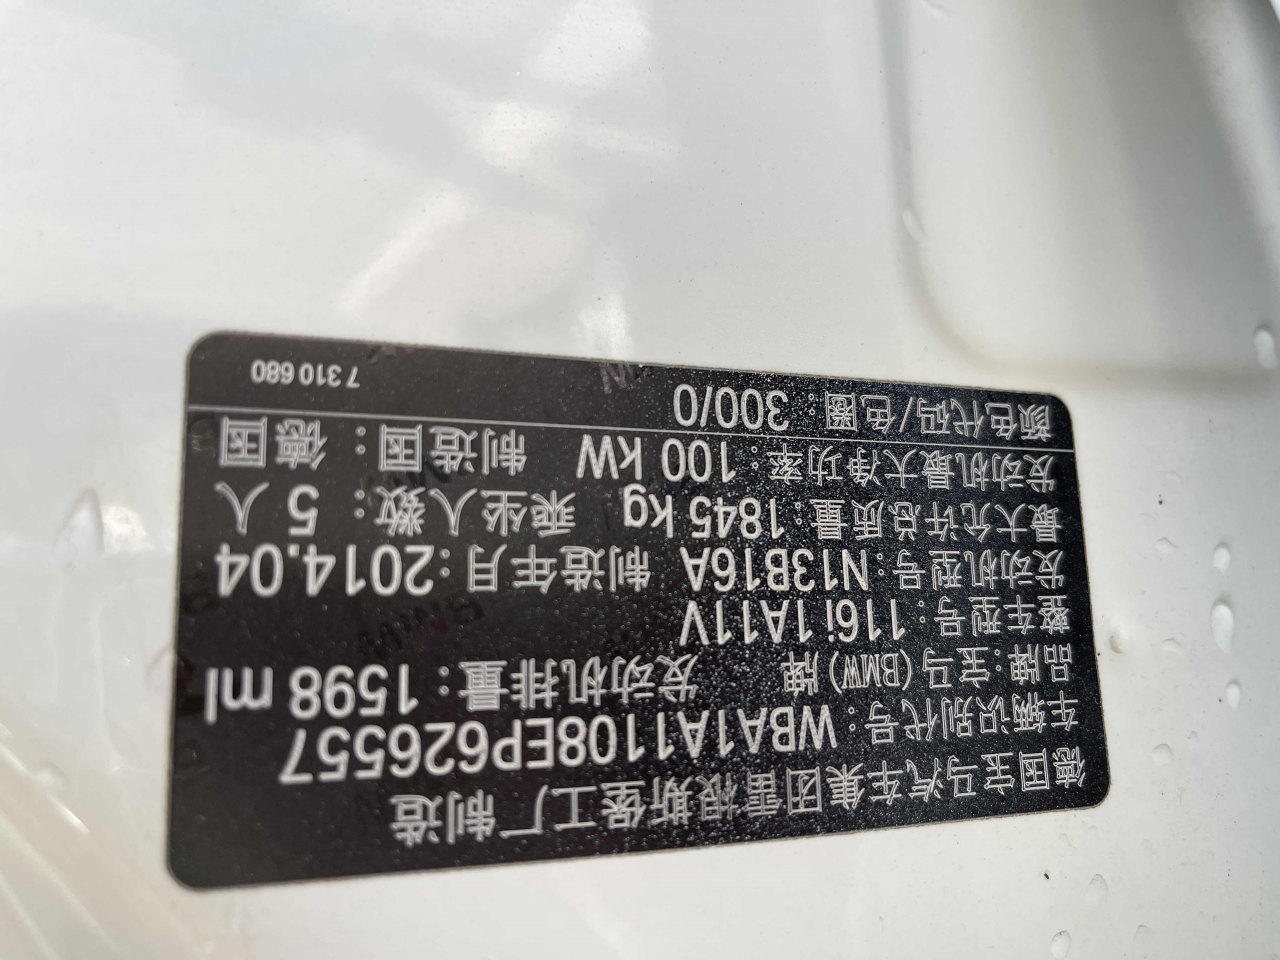 德国宝马汽车集团雷根斯堡工厂 制造
车辆识别代号：WBA1A1108EP626557
品牌：宝马(BMW)牌 发动机排量：1598 ml
整车型号：116i 1A11V
发动机型号：N13B16A 制造年月：2014.04
最大允许总质量：1845 kg 乘坐人数：5 人
发动机最大净功率：100 kW 制造国：德国
颜色代码/色圈：300/0
7 310 680